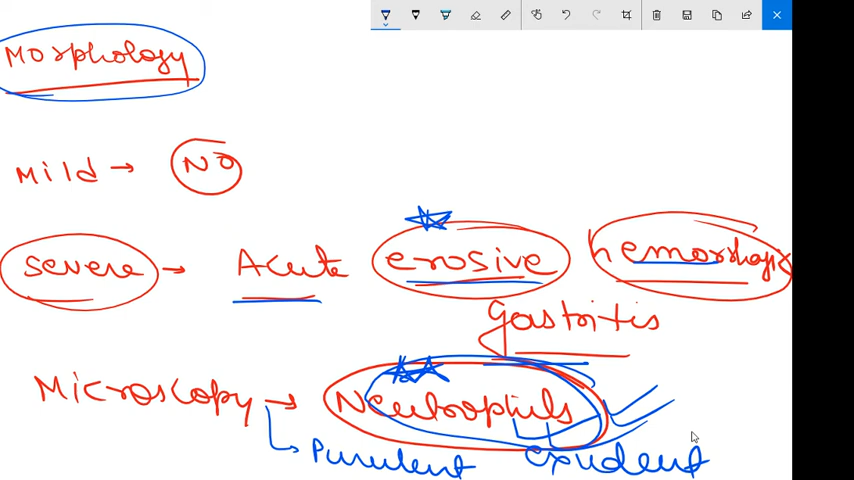 Morphology
Mild → NO
severe → Acute erosive hemorrhagic
gastritis
Microscopy → Neutrophils
Purulent exudent